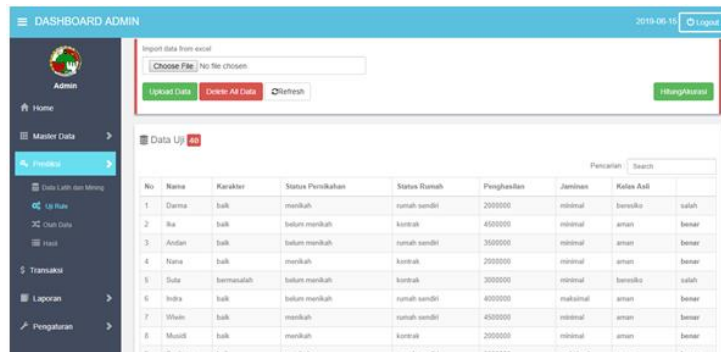 DASHBOARD ADMIN
2019-06-15 Logout
Admin
Home
Master Data
Prediksi
Data Latih dan Mining
Uji Rule
Olah Data
Hasil
Transaksi
Laporan
Pengaturan
Import data from excel
Choose File No file chosen
Upload Data Delete All Data Refresh HitungAkurasi
Data Uji 40
Pencarian : Search
No Nama Karakter Status Pernikahan Status Rumah Penghasilan Jaminan Kelas Asli
1 Darma baik menikah rumah sendiri 2000000 minimal beresiko salah
2 Ika baik belum menikah kontrak 4500000 minimal aman benar
3 Andan baik belum menikah rumah sendiri 3500000 minimal aman benar
4 Nana baik menikah kontrak 2000000 minimal aman benar
5 Suta bermasalah belum menikah kontrak 3000000 minimal beresiko salah
6 Indra baik belum menikah rumah sendiri 4000000 maksimal aman benar
7 Wiwin baik menikah rumah sendiri 4500000 minimal aman benar
8 Musidi baik menikah kontrak 2000000 minimal aman benar